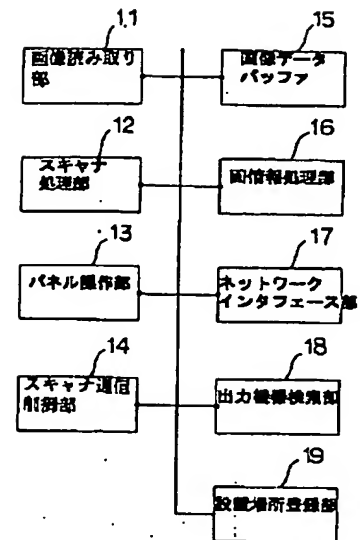 11
画像読み取り
部
12
スキャナ
処理部
13
パネル操作部
14
スキャナ通信
制御部
15
画像データ
バッファ
16
画情報処理部
17
ネットワーク
インタフェース部
18
出力機器検索部
19
設置場所登録部